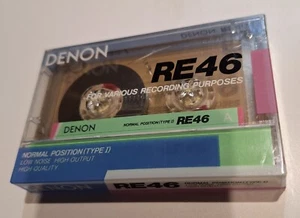 DENON
RE46
FOR VARIOUS RECORDING PURPOSES
DENON NORMAL POSITION (TYPE I) RE46
A
NORMAL POSITION (TYPE I)
LOW NOISE HIGH OUTPUT
HIGH QUALITY
DENON RE46